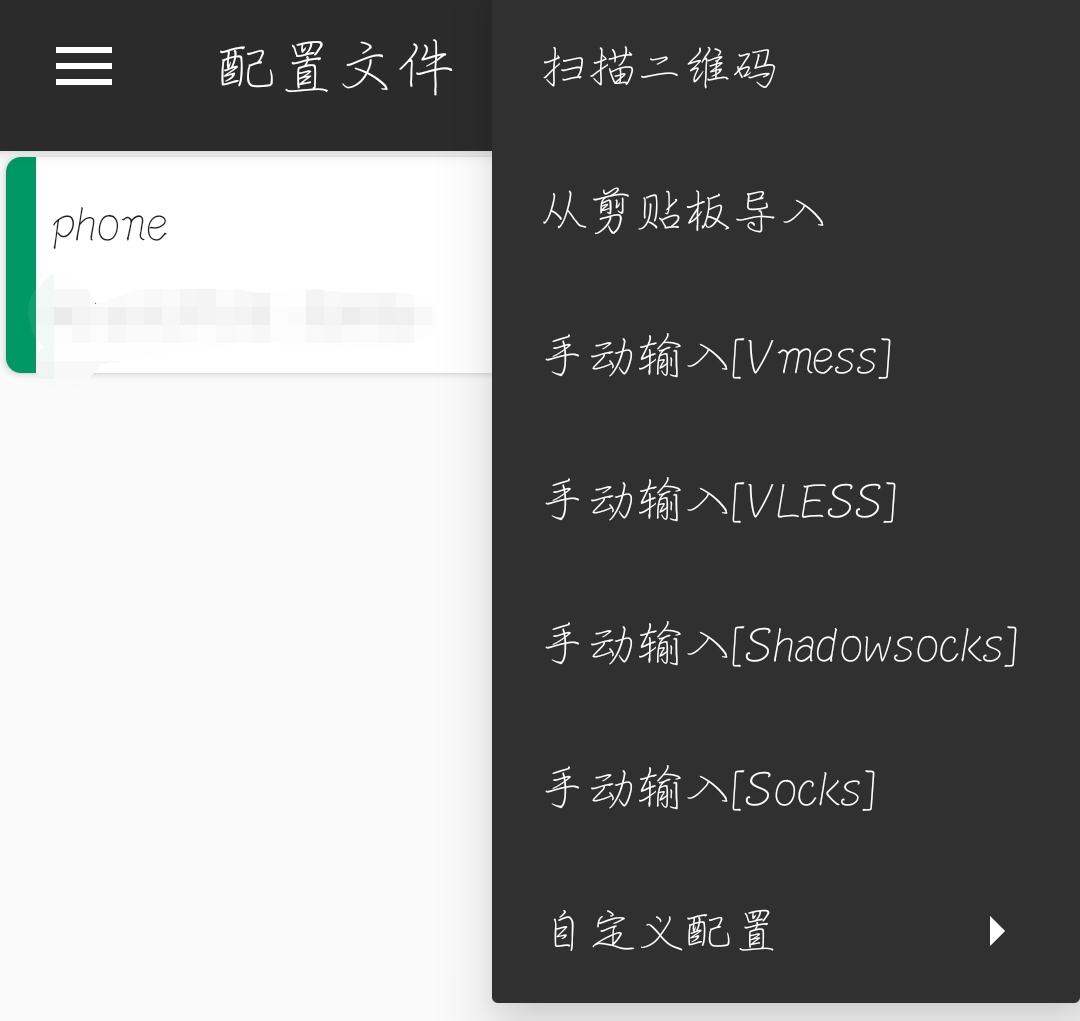 配置文件
phone
扫描二维码
从剪贴板导入
手动输入[Vmess]
手动输入[VLESS]
手动输入[Shadowsocks]
手动输入[Socks]
自定义配置